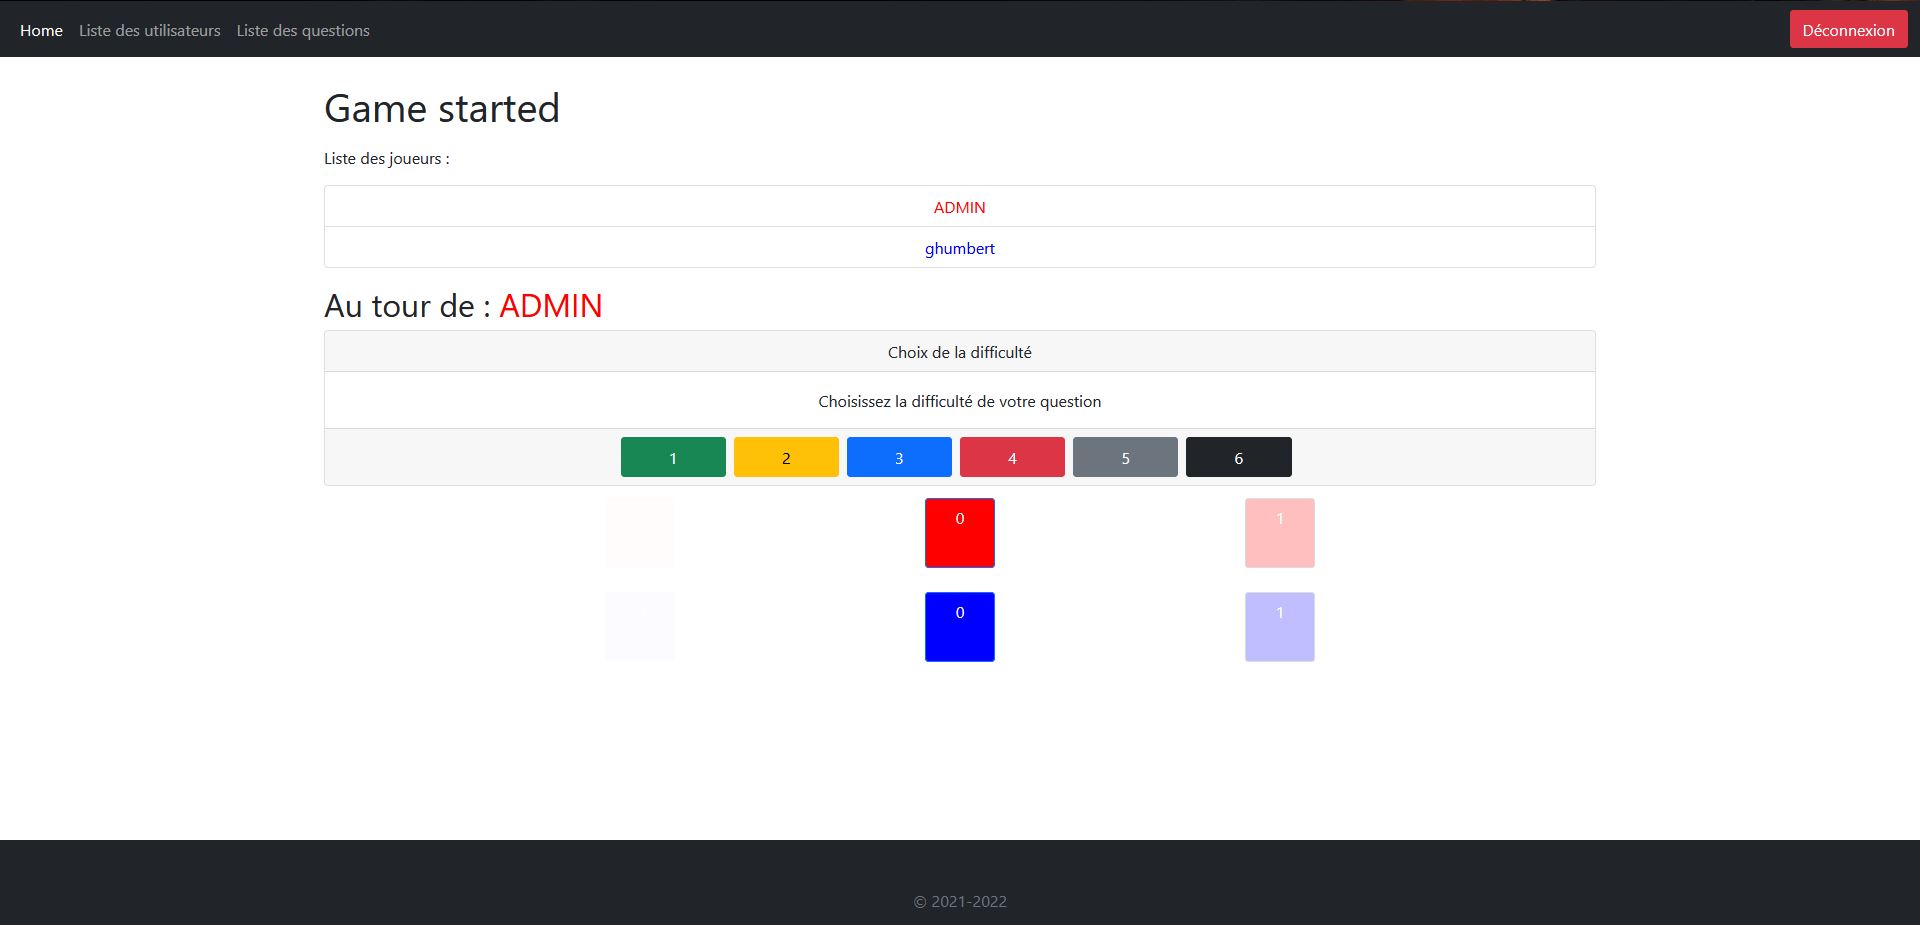 Home Liste des utilisateurs Liste des questions Déconnexion
Game started
Liste des joueurs :
ADMIN
ghumbert
Au tour de : ADMIN
Choix de la difficulté
Choisissez la difficulté de votre question
1 2 3 4 5 6
0 1
0 1
© 2021-2022